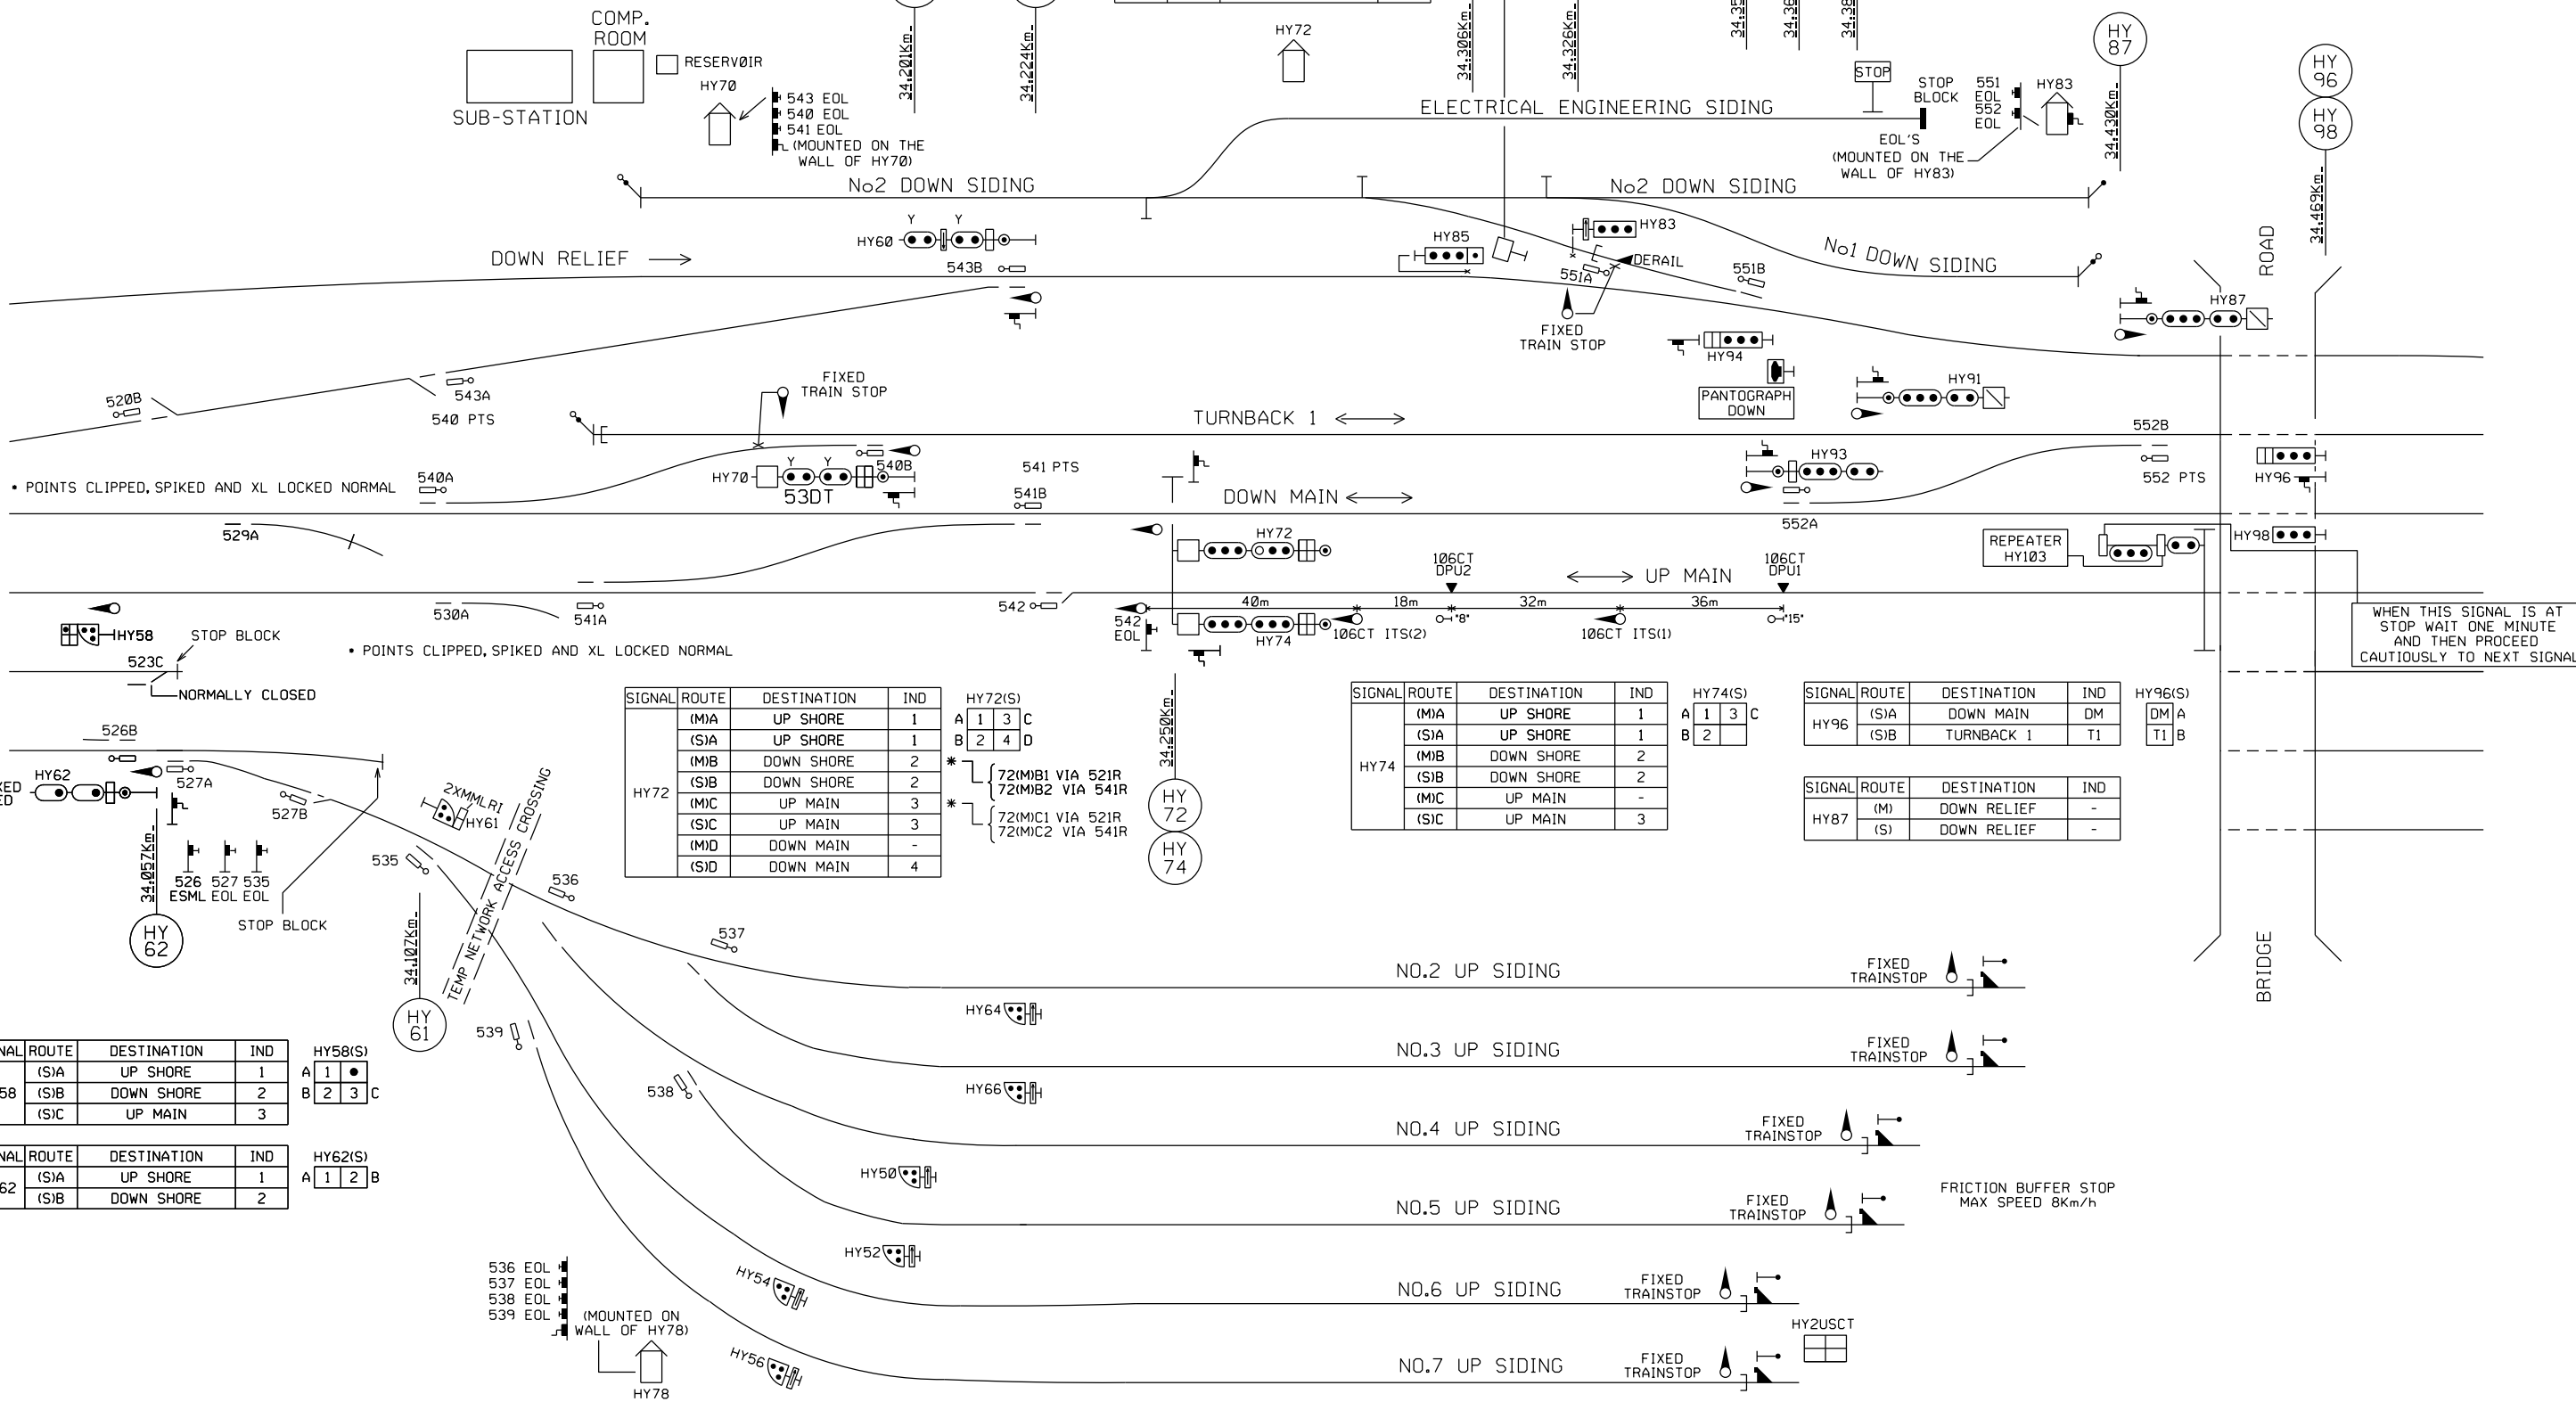 COMP.
ROOM
RESERVØIR
SUB-STATION
HY70
543 EOL
540 EOL
541 EOL
(MOUNTED ON THE
WALL OF HY70)
34.201Km
34.224Km
HY72
34.306Km
34.326Km
STOP
STOP
BLOCK
551
EOL
552
EOL
HY83
EOL'S
(MOUNTED ON THE
WALL OF HY83)
HY
87
34.430Km
HY
96
HY
98
34.469Km
ELECTRICAL ENGINEERING SIDING
No2 DOWN SIDING
No2 DOWN SIDING
Y Y
HY60
DOWN RELIEF
543B
HY85
HY83
DERAIL
551A
551B
No1 DOWN SIDING
ROAD
FIXED
TRAIN STOP
HY87
HY94
PANTOGRAPH
DOWN
HY91
520B
543A
540 PTS
FIXED
TRAIN STOP
TURNBACK 1
552B
• POINTS CLIPPED, SPIKED AND XL LOCKED NORMAL
540A
HY70
Y Y
540B
53DT
541 PTS
541B
DOWN MAIN
HY93
552 PTS
HY96
529A
552A
HY72
REPEATER
HY103
HY98
106CT
DPU2
UP MAIN
106CT
DPU1
530A
541A
542
40m
18m
32m
36m
542
EOL
HY74
106CT ITS(2)
"8"
106CT ITS(1)
"15"
WHEN THIS SIGNAL IS AT
STOP WAIT ONE MINUTE
AND THEN PROCEED
CAUTIOUSLY TO NEXT SIGNAL
HY58
STOP BLOCK
• POINTS CLIPPED, SPIKED AND XL LOCKED NORMAL
523C
NORMALLY CLOSED
SIGNAL ROUTE DESTINATION IND
HY72
(M)A UP SHORE 1
(S)A UP SHORE 1
(M)B DOWN SHORE 2
(S)B DOWN SHORE 2
(M)C UP MAIN 3
(S)C UP MAIN 3
(M)D DOWN MAIN -
(S)D DOWN MAIN 4
HY72(S)
A 1 3 C
B 2 4 D
* 72(M)B1 VIA 521R
72(M)B2 VIA 541R
* 72(M)C1 VIA 521R
72(M)C2 VIA 541R
34.250Km
HY
72
HY
74
SIGNAL ROUTE DESTINATION IND
HY74
(M)A UP SHORE 1
(S)A UP SHORE 1
(M)B DOWN SHORE 2
(S)B DOWN SHORE 2
(M)C UP MAIN -
(S)C UP MAIN 3
HY74(S)
A 1 3 C
B 2
SIGNAL ROUTE DESTINATION IND
HY96
(S)A DOWN MAIN DM
(S)B TURNBACK 1 T1
HY96(S)
DM A
T1 B
SIGNAL ROUTE DESTINATION IND
HY87
(M) DOWN RELIEF -
(S) DOWN RELIEF -
526B
HY62
527A
527B
2XMMLRI
HY61
34.057Km
526
ESML
527
EOL
535
EOL
HY
62
STOP BLOCK
535
TEMP NETWORK ACCESS CROSSING
34.107Km
HY
61
536
537
539
538
NO.2 UP SIDING
FIXED
TRAINSTOP
HY64
NO.3 UP SIDING
FIXED
TRAINSTOP
HY66
NO.4 UP SIDING
FIXED
TRAINSTOP
HY50
NO.5 UP SIDING
FIXED
TRAINSTOP
FRICTION BUFFER STOP
MAX SPEED 8Km/h
HY52
NO.6 UP SIDING
FIXED
TRAINSTOP
HY54
HY2USCT
NO.7 UP SIDING
FIXED
TRAINSTOP
HY56
BRIDGE
ROUTE DESTINATION IND
58
(S)A UP SHORE 1
(S)B DOWN SHORE 2
(S)C UP MAIN 3
HY58(S)
A 1 ●
B 2 3 C
ROUTE DESTINATION IND
62
(S)A UP SHORE 1
(S)B DOWN SHORE 2
HY62(S)
A 1 2 B
536 EOL
537 EOL
538 EOL
539 EOL
(MOUNTED ON
WALL OF HY78)
HY78